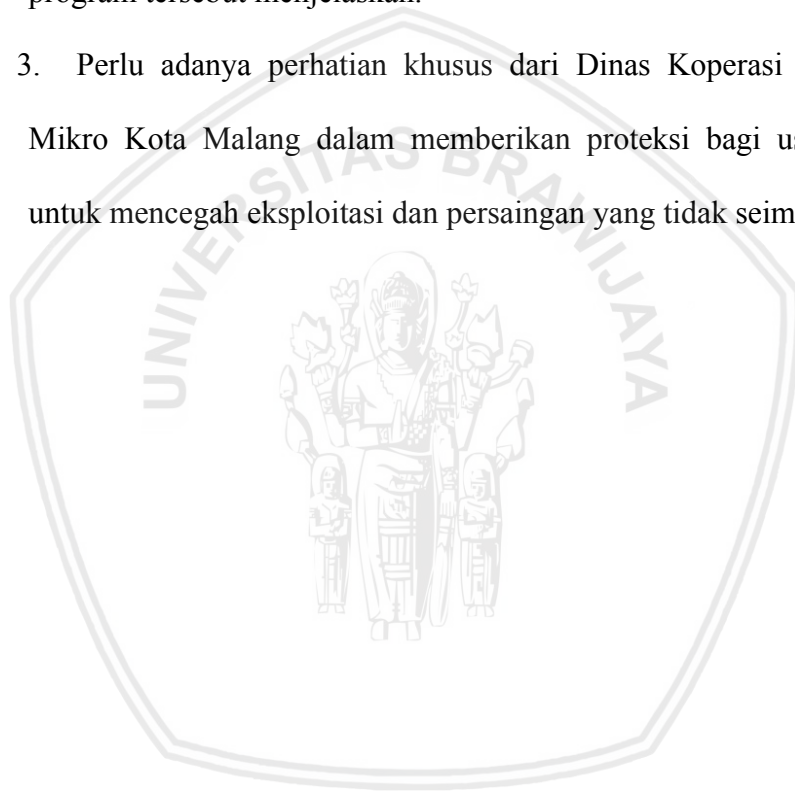 program tersebut menjelaskan.
3. Perlu adanya perhatian khusus dari Dinas Koperasi
Mikro Kota Malang dalam memberikan proteksi bagi
untuk mencegah eksploitasi dan persaingan yang tidak
UNIVERSITAS BRAWIJAYA